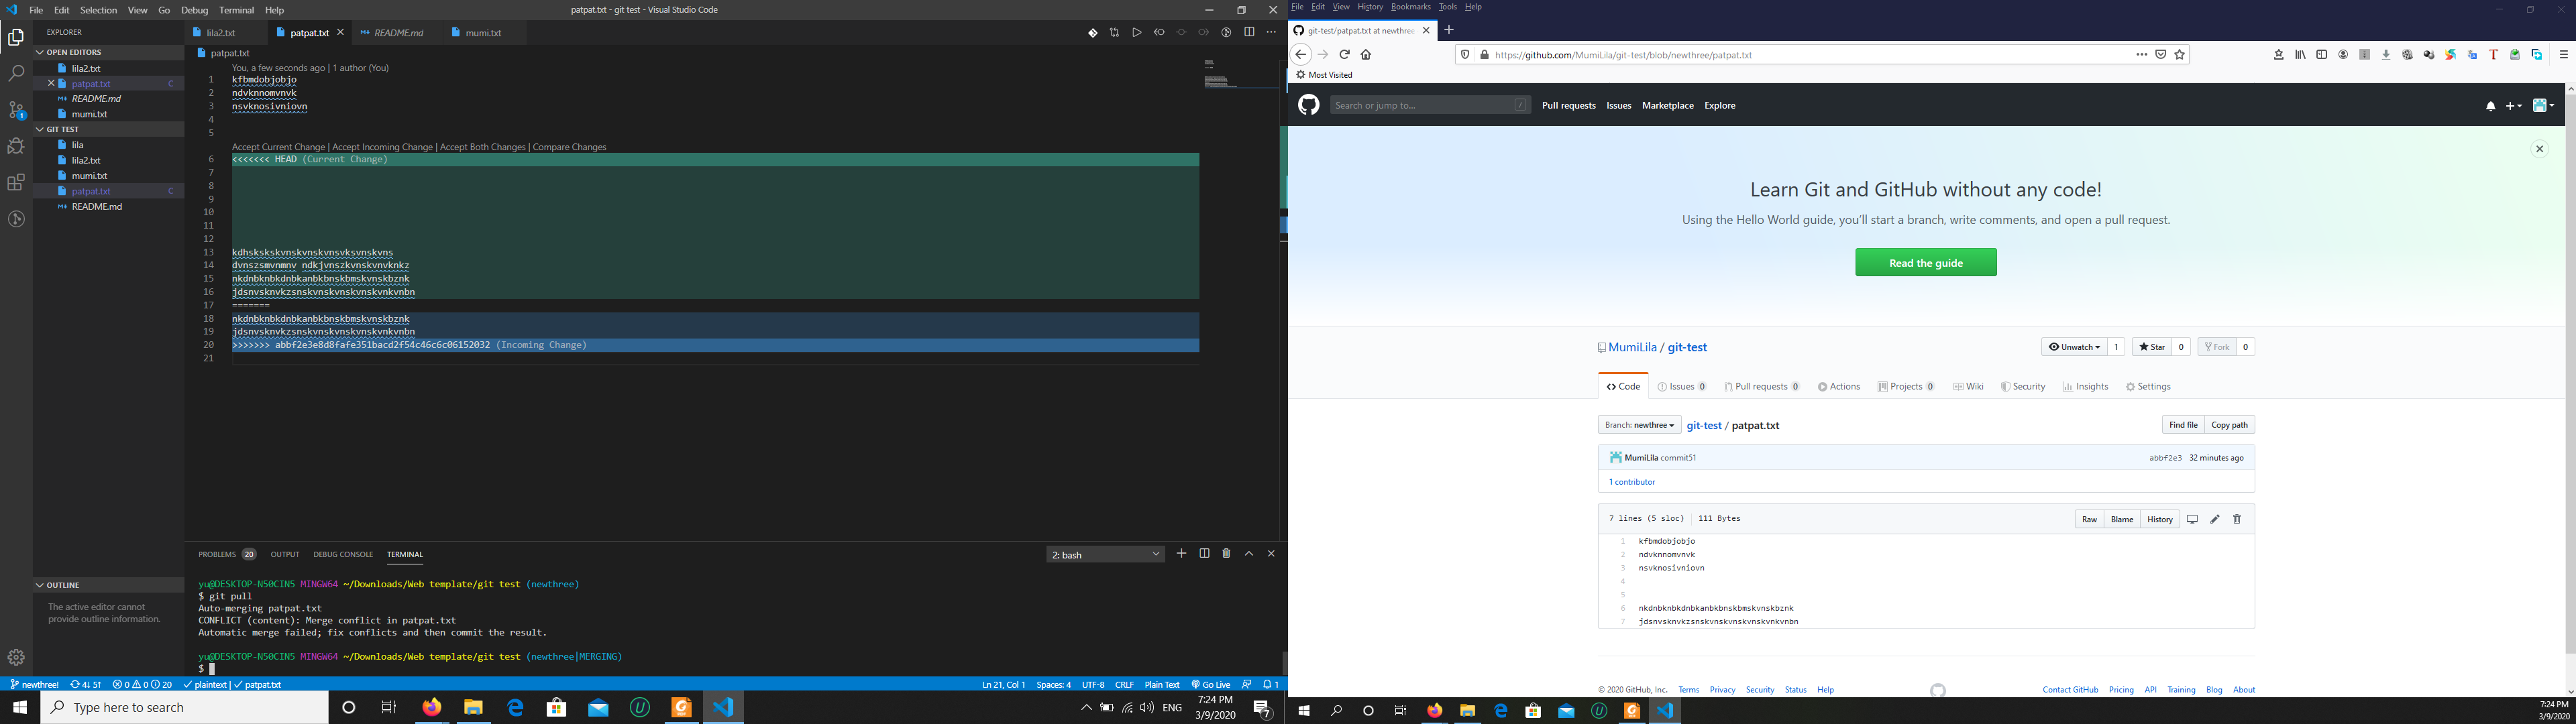 File Edit Selection View Go Debug Terminal Help
patpat.txt - git test - Visual Studio Code
EXPLORER
OPEN EDITORS
lila2.txt
patpat.txt C
README.md
mumi.txt
GIT TEST
lila
lila2.txt
mumi.txt
patpat.txt C
README.md
OUTLINE
The active editor cannot
provide outline information.
lila2.txt patpat.txt README.md mumi.txt
patpat.txt
You, a few seconds ago | 1 author (You)
1 kfbmdobjobjo
2 ndvknnomvnvk
3 nsvknosivniovn
4
5
Accept Current Change | Accept Incoming Change | Accept Both Changes | Compare Changes
6 <<<<<<< HEAD (Current Change)
7
8
9
10
11
12
13 kdhsksksksvnskvnskvnsvksvnskvns
14 dvnszsmvnmnv ndkjvnszkvnskvnvknkz
15 nkdnbknbkdnbkanbkbnskbmskvnskbznk
16 jdsnvsknvkzsnskvnskvnskvnskvnkvnbn
17 =======
18 nkdnbknbkdnbkanbkbnskbmskvnskbznk
19 jdsnvsknvkzsnskvnskvnskvnskvnkvnbn
20 >>>>>>> abbf2e3e8d8fafe351bacd2f54c46c6c06152032 (Incoming Change)
21
PROBLEMS 20 OUTPUT DEBUG CONSOLE TERMINAL
2: bash
yu@DESKTOP-N50CIN5 MINGW64 ~/Downloads/Web template/git test (newthree)
$ git pull
Auto-merging patpat.txt
CONFLICT (content): Merge conflict in patpat.txt
Automatic merge failed; fix conflicts and then commit the result.
yu@DESKTOP-N50CIN5 MINGW64 ~/Downloads/Web template/git test (newthree|MERGING)
$
newthree! 4↓ 5↑ 0 0 20 plaintext | patpat.txt
Ln 21, Col 1 Spaces: 4 UTF-8 CRLF Plain Text Go Live 1
Type here to search
ENG
7:24 PM
3/9/2020
7
File Edit View History Bookmarks Tools Help
git-test/patpat.txt at newthree
https://github.com/MumiLila/git-test/blob/newthree/patpat.txt
Most Visited
Search or jump to... /
Pull requests Issues Marketplace Explore
Learn Git and GitHub without any code!
Using the Hello World guide, you'll start a branch, write comments, and open a pull request.
Read the guide
MumiLila / git-test
Unwatch 1 Star 0 Fork 0
Code Issues 0 Pull requests 0 Actions Projects 0 Wiki Security Insights Settings
Branch: newthree git-test / patpat.txt
Find file Copy path
MumiLila commit51
abbf2e3 32 minutes ago
1 contributor
7 lines (5 sloc) 111 Bytes
Raw Blame History
1 kfbmdobjobjo
2 ndvknnomvnvk
3 nsvknosivniovn
4
5
6 nkdnbknbkdnbkanbkbnskbmskvnskbznk
7 jdsnvsknvkzsnskvnskvnskvnskvnkvnbn
© 2020 GitHub, Inc. Terms Privacy Security Status Help
Contact GitHub Pricing API Training Blog About
7:24 PM
3/9/2020